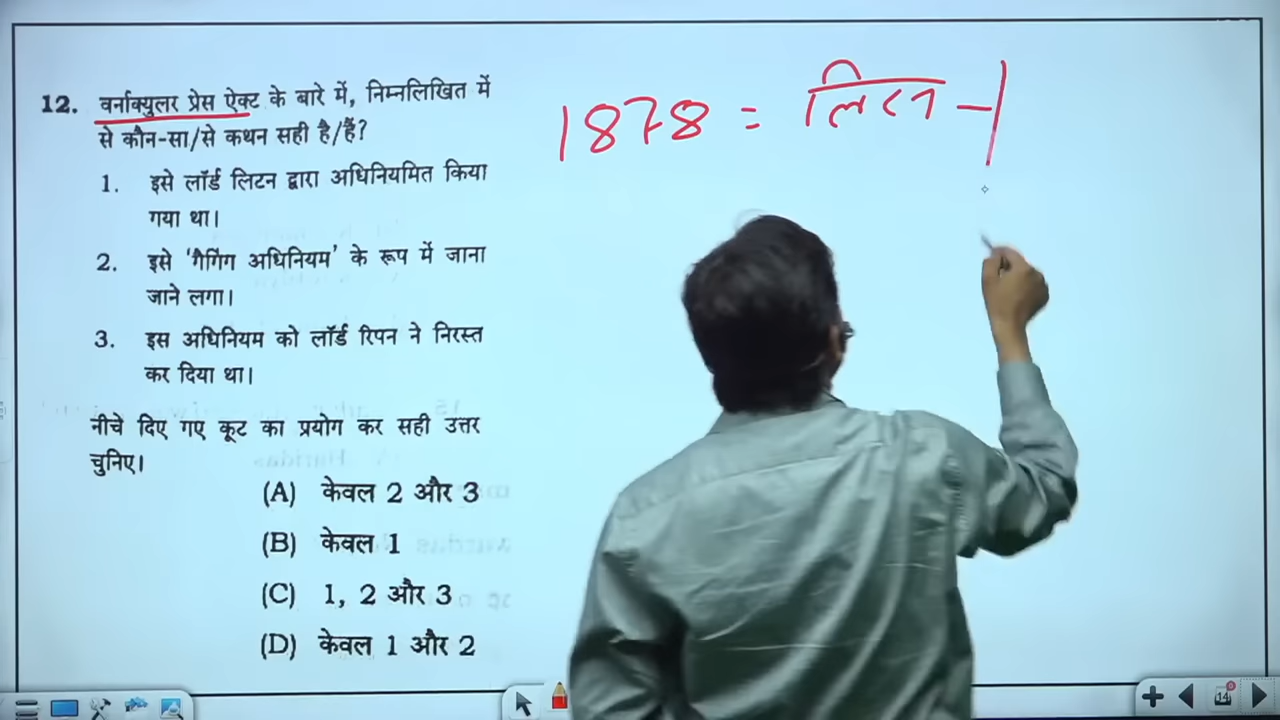 12. वर्नाक्युलर प्रेस ऐक्ट के बारे में, निम्नलिखित में
से कौन-सा/से कथन सही है/हैं?
1. इसे लॉर्ड लिटन द्वारा अधिनियमित किया
गया था।
2. इसे 'गैगिंग अधिनियम' के रूप में जाना
जाने लगा।
3. इस अधिनियम को लॉर्ड रिपन ने निरस्त
कर दिया था।
नीचे दिए गए कूट का प्रयोग कर सही उत्तर
चुनिए।
(A) केवल 2 और 3
(B) केवल 1
(C) 1, 2 और 3
(D) केवल 1 और 2
1878 = लिटन -
14